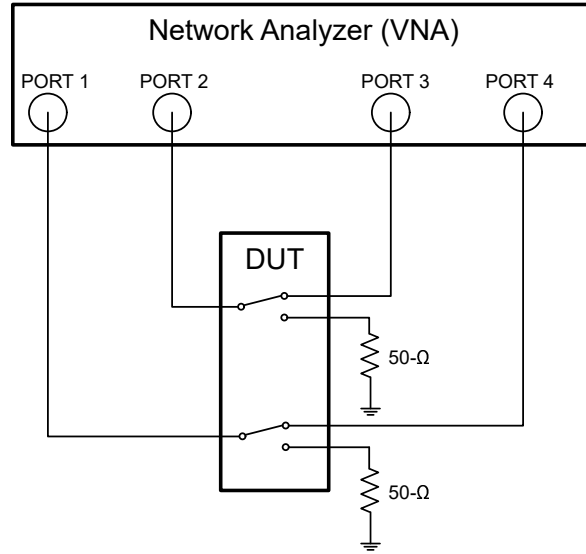 Network Analyzer (VNA)
PORT 1 PORT 2 PORT 3 PORT 4
DUT
50-Ω
50-Ω